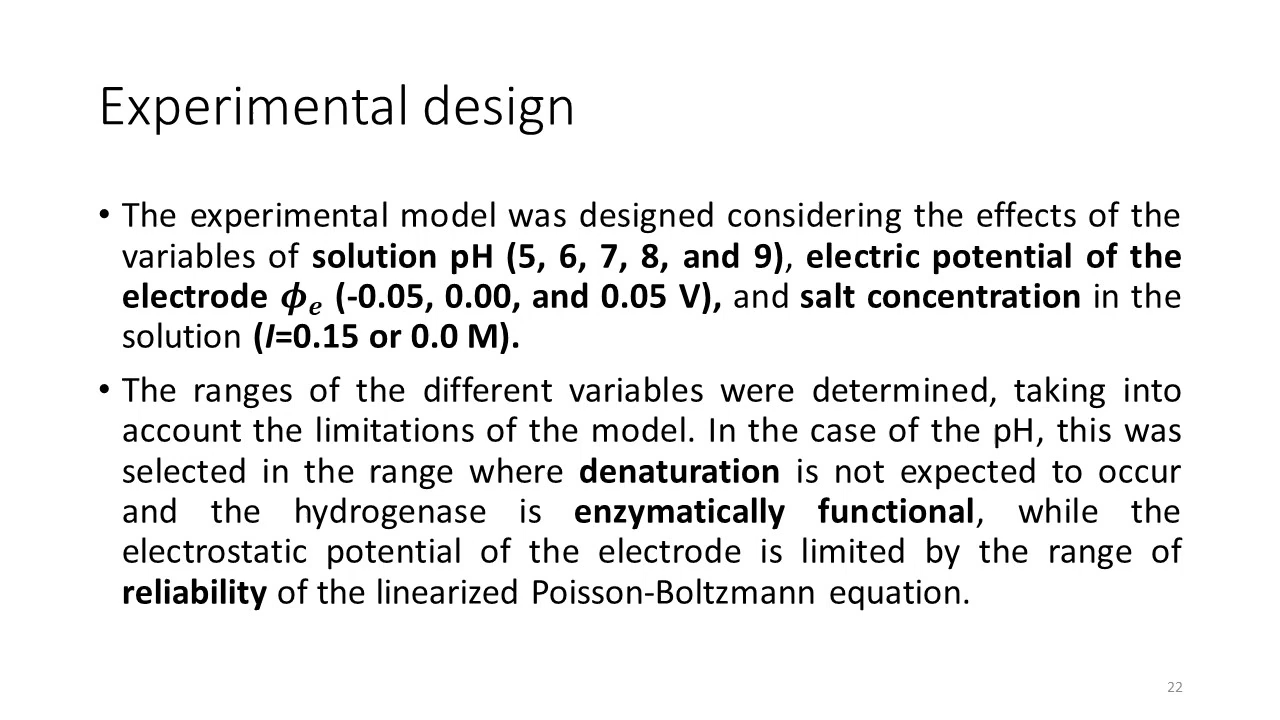 Experimental design
• The experimental model was designed considering the effects of the
variables of solution pH (5, 6, 7, 8, and 9), electric potential of the
electrode ϕₑ (-0.05, 0.00, and 0.05 V), and salt concentration in the
solution (I=0.15 or 0.0 M).
• The ranges of the different variables were determined, taking into
account the limitations of the model. In the case of the pH, this was
selected in the range where denaturation is not expected to occur
and the hydrogenase is enzymatically functional, while the
electrostatic potential of the electrode is limited by the range of
reliability of the linearized Poisson-Boltzmann equation.
22